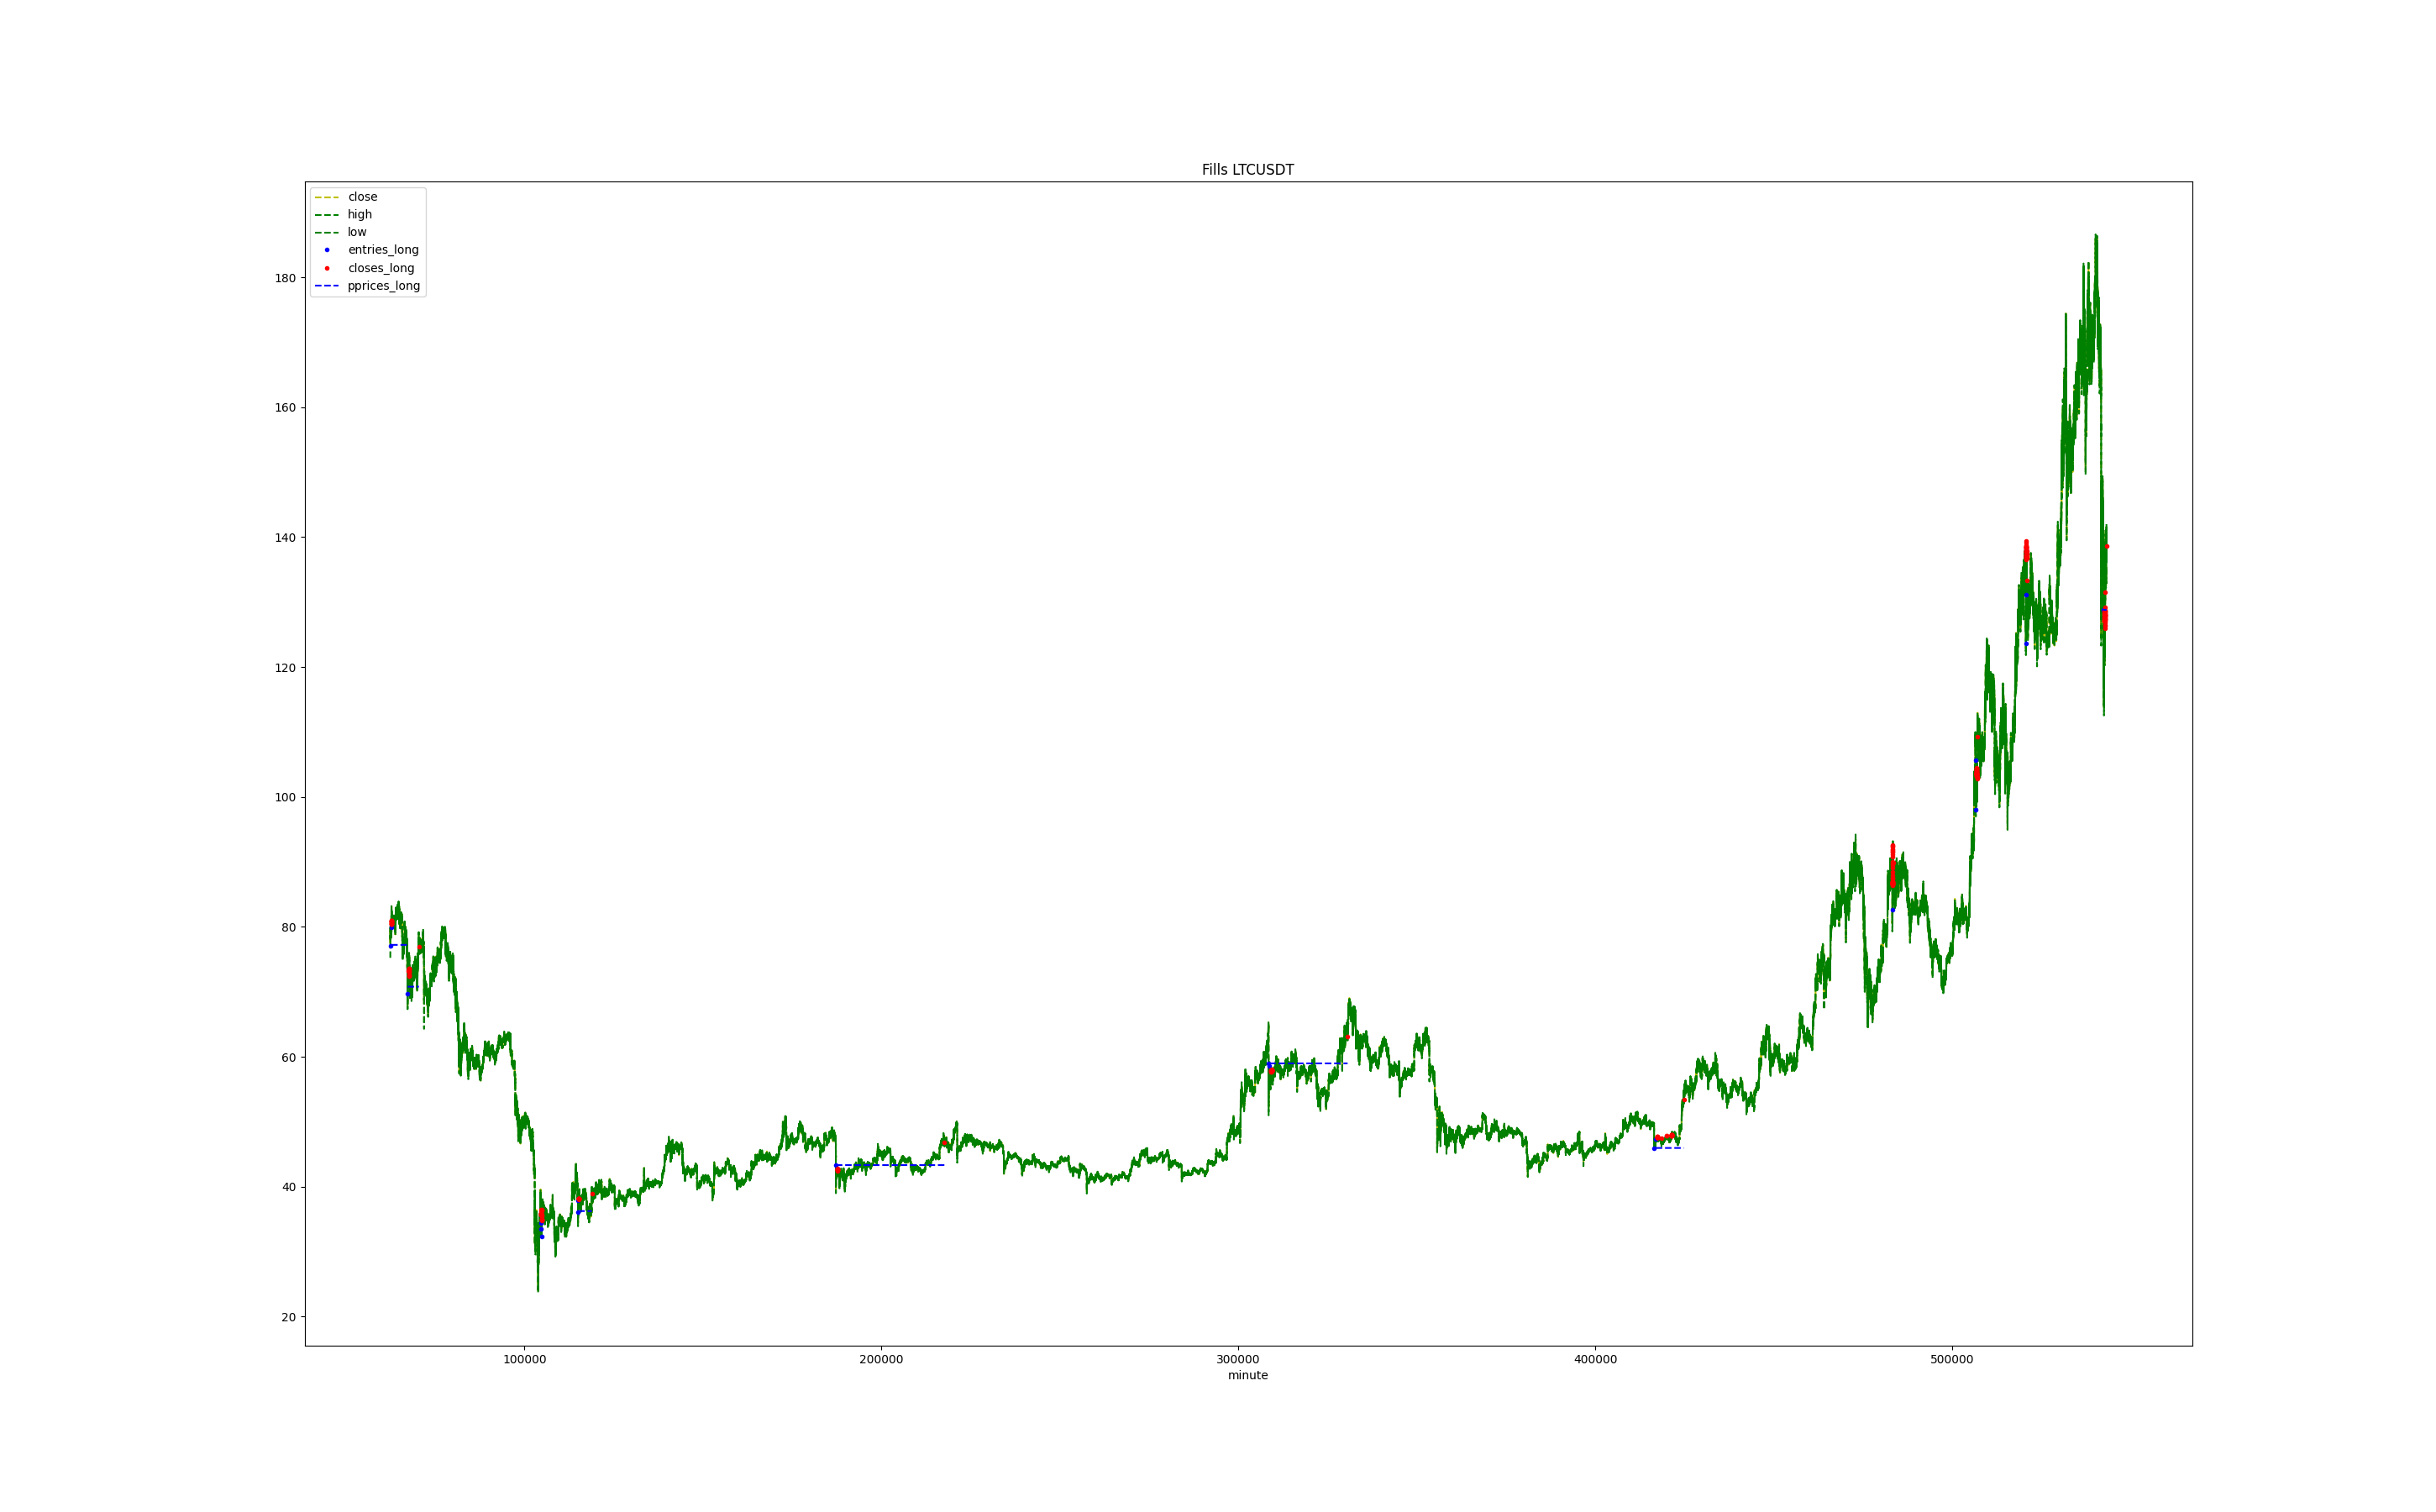 Fills LTCUSDT
close
high
low
entries_long
closes_long
pprices_long
180
160
140
120
100
80
60
40
20
100000 200000 300000 400000 500000
minute